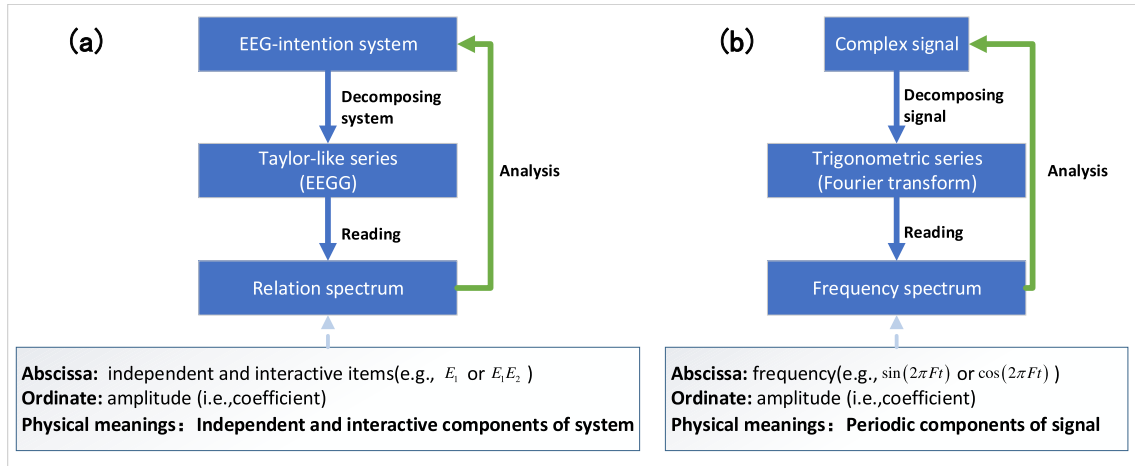 (a)
EEG-intention system
Decomposing
system
Taylor-like series
(EEGG)
Analysis
Reading
Relation spectrum
Abscissa: independent and interactive items(e.g., E₁ or E₁E₂ )
Ordinate: amplitude (i.e.,coefficient)
Physical meanings：Independent and interactive components of system
(b)
Complex signal
Decomposing
signal
Trigonometric series
(Fourier transform)
Analysis
Reading
Frequency spectrum
Abscissa: frequency(e.g., sin(2πFt) or cos(2πFt) )
Ordinate: amplitude (i.e.,coefficient)
Physical meanings：Periodic components of signal